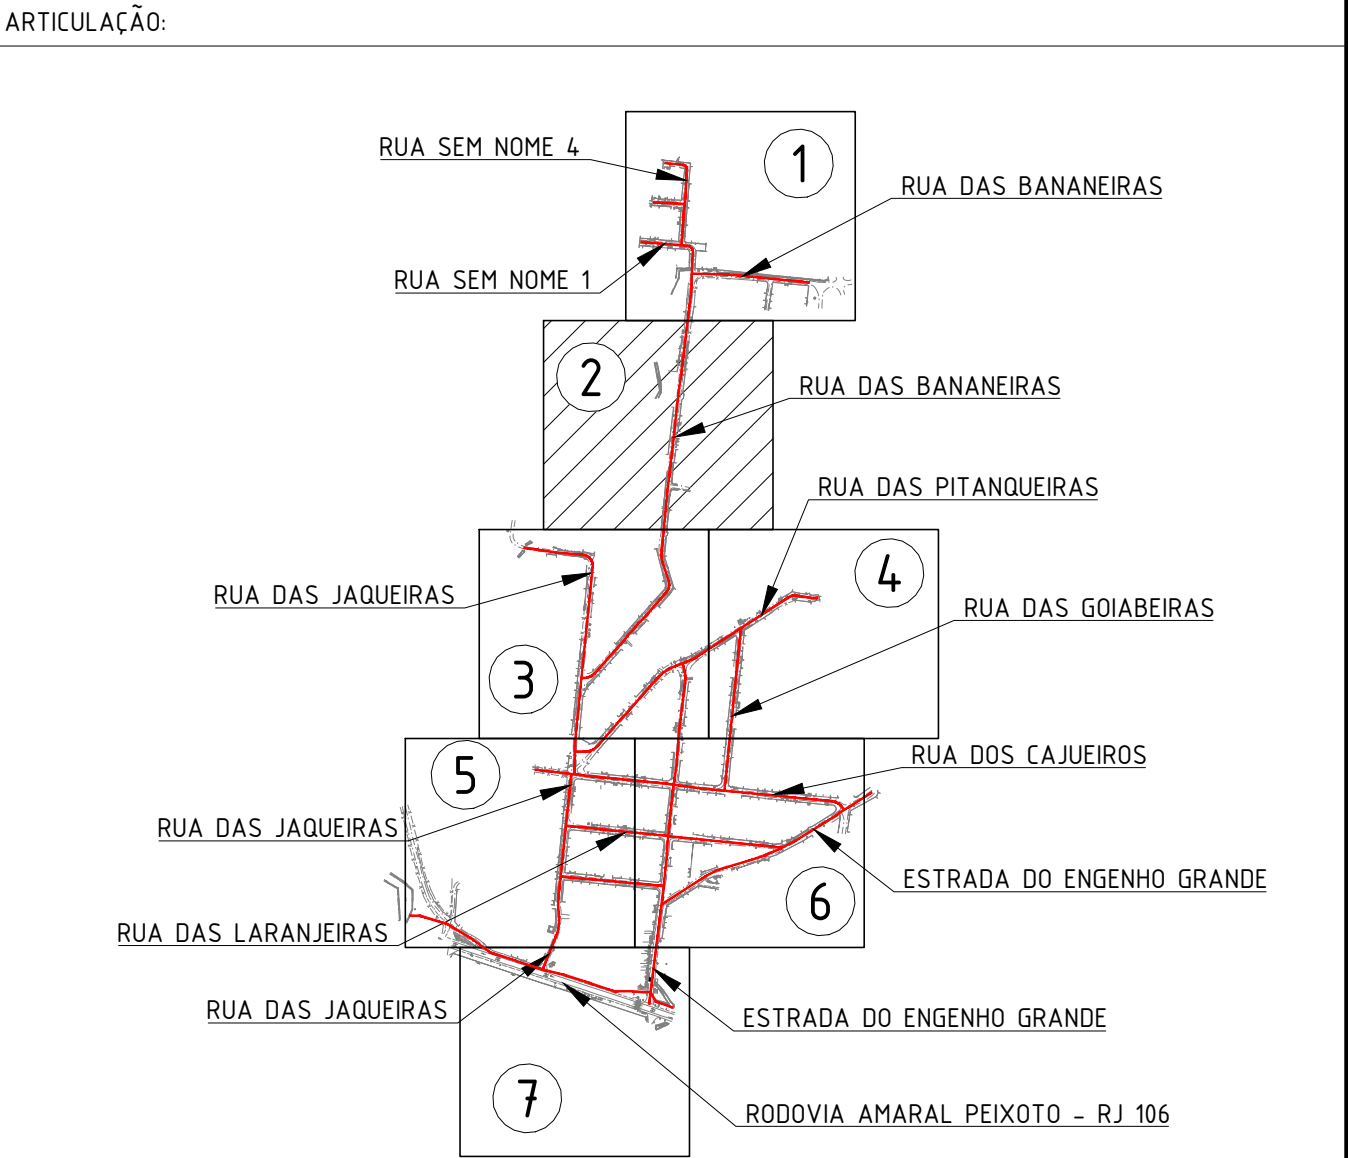 ARTICULAÇÃO:
RUA SEM NOME 4
1
RUA DAS BANANEIRAS
RUA SEM NOME 1
2
RUA DAS BANANEIRAS
RUA DAS PITANQUEIRAS
4
RUA DAS JAQUEIRAS
RUA DAS GOIABEIRAS
3
RUA DOS CAJUEIROS
5
RUA DAS JAQUEIRAS
ESTRADA DO ENGENHO GRANDE
6
RUA DAS LARANJEIRAS
RUA DAS JAQUEIRAS
ESTRADA DO ENGENHO GRANDE
7
RODOVIA AMARAL PEIXOTO - RJ 106